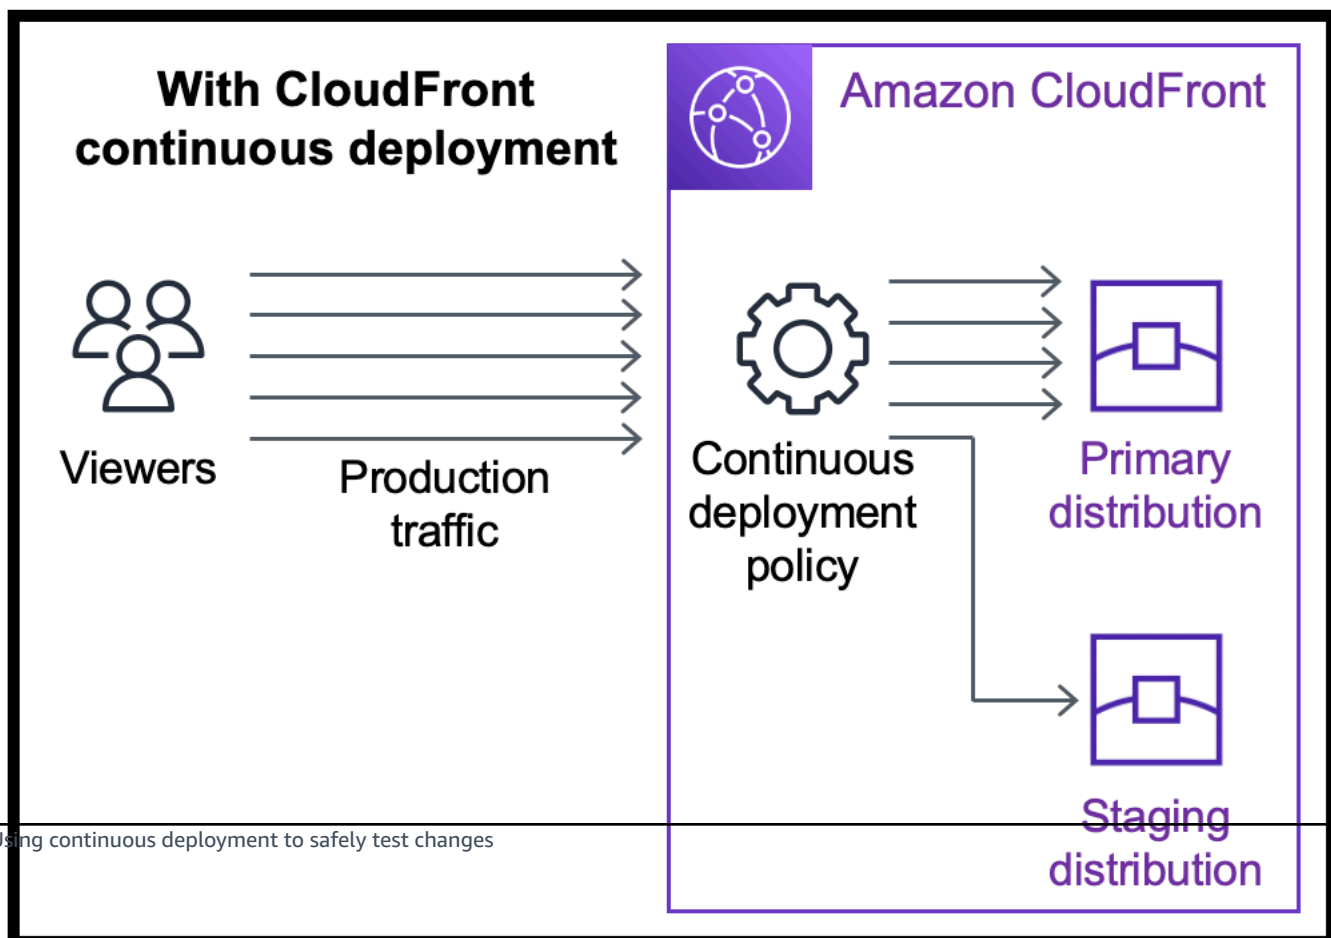 With CloudFront
continuous deployment
Amazon CloudFront
Viewers
Production
traffic
Continuous
deployment
policy
Primary
distribution
Staging
distribution
Using continuous deployment to safely test changes